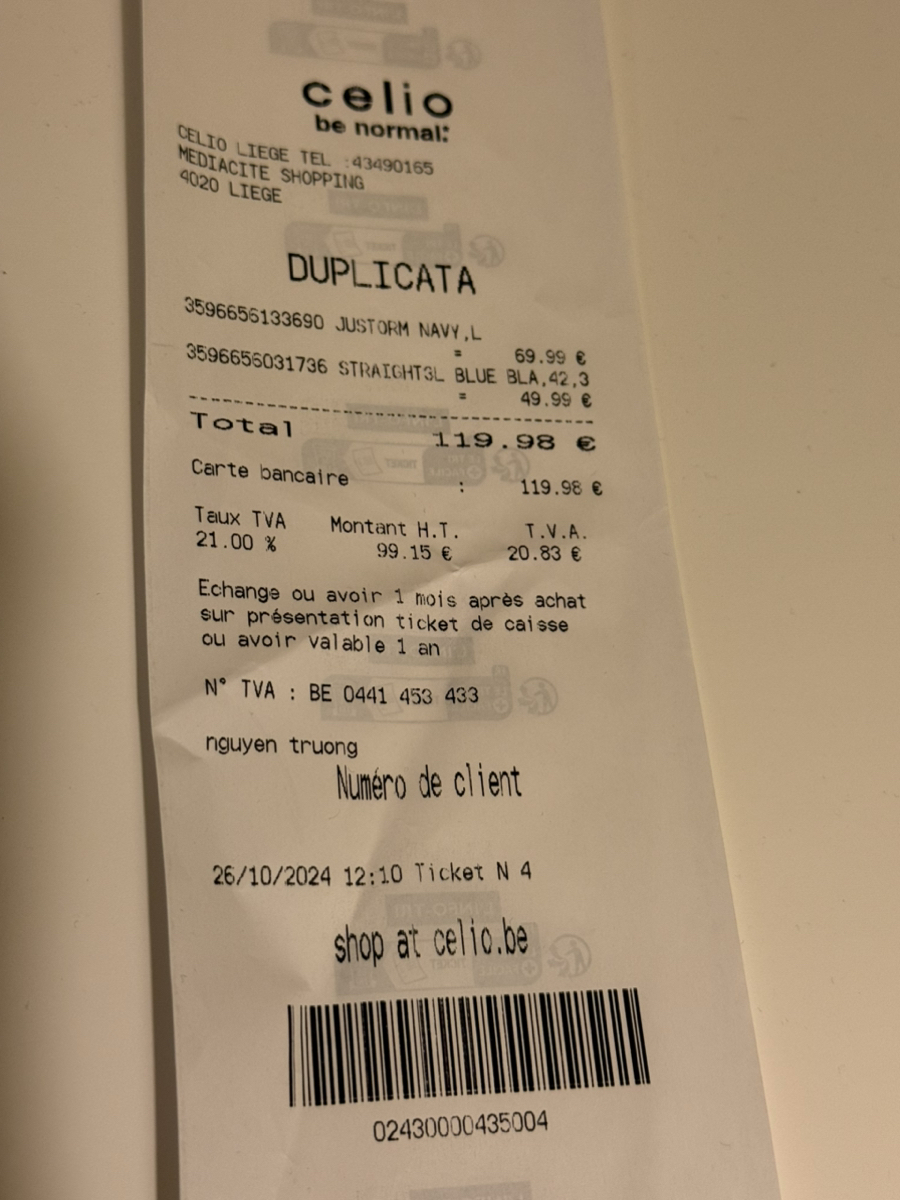 celio
be normal:
CELIO LIEGE TEL :43490165
MEDIACITE SHOPPING
4020 LIEGE
DUPLICATA
3596656133690 JUSTORM NAVY,L
= 69.99 €
3596656031736 STRAIGHT3L BLUE BLA,42,3
= 49.99 €
Total 119.98 €
Carte bancaire : 119.98 €
Taux TVA Montant H.T. T.V.A.
21.00 % 99.15 € 20.83 €
Echange ou avoir 1 mois après achat
sur présentation ticket de caisse
ou avoir valable 1 an
N° TVA : BE 0441 453 433
nguyen truong
Numéro de client
26/10/2024 12:10 Ticket N 4
shop at celio.be
02430000435004